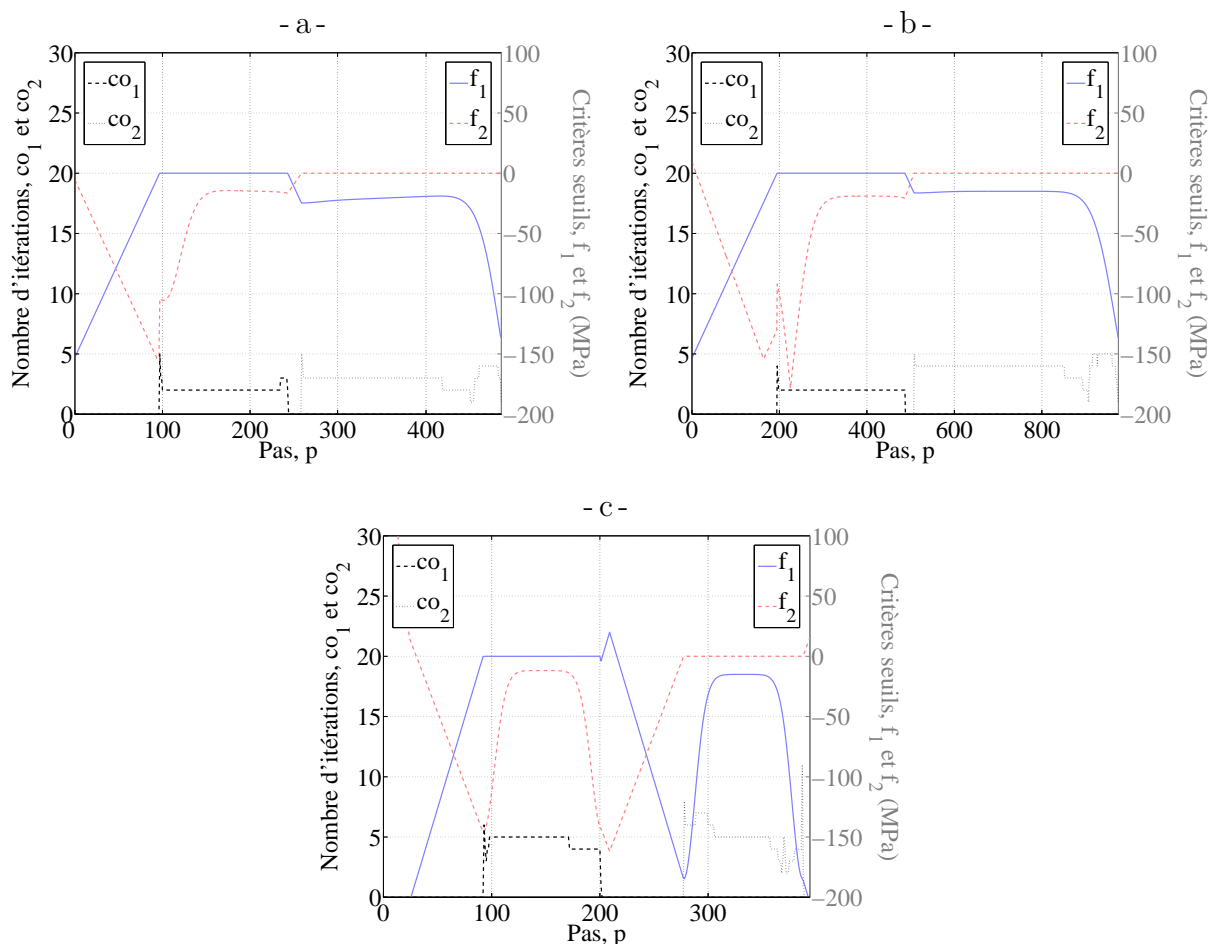 - a -
30
25
20
15
10
5
0
Nombre d'itérations, co1 et co2
co1
co2
f1
f2
100
50
0
−50
−100
−150
−200
Critères seuils, f1 et f2 (MPa)
0 100 200 300 400
Pas, p
- b -
30
25
20
15
10
5
0
Nombre d'itérations, co1 et co2
co1
co2
f1
f2
100
50
0
−50
−100
−150
−200
Critères seuils, f1 et f2 (MPa)
0 200 400 600 800
Pas, p
- c -
30
25
20
15
10
5
0
Nombre d'itérations, co1 et co2
co1
co2
f1
f2
100
50
0
−50
−100
−150
−200
Critères seuils, f1 et f2 (MPa)
0 100 200 300
Pas, p